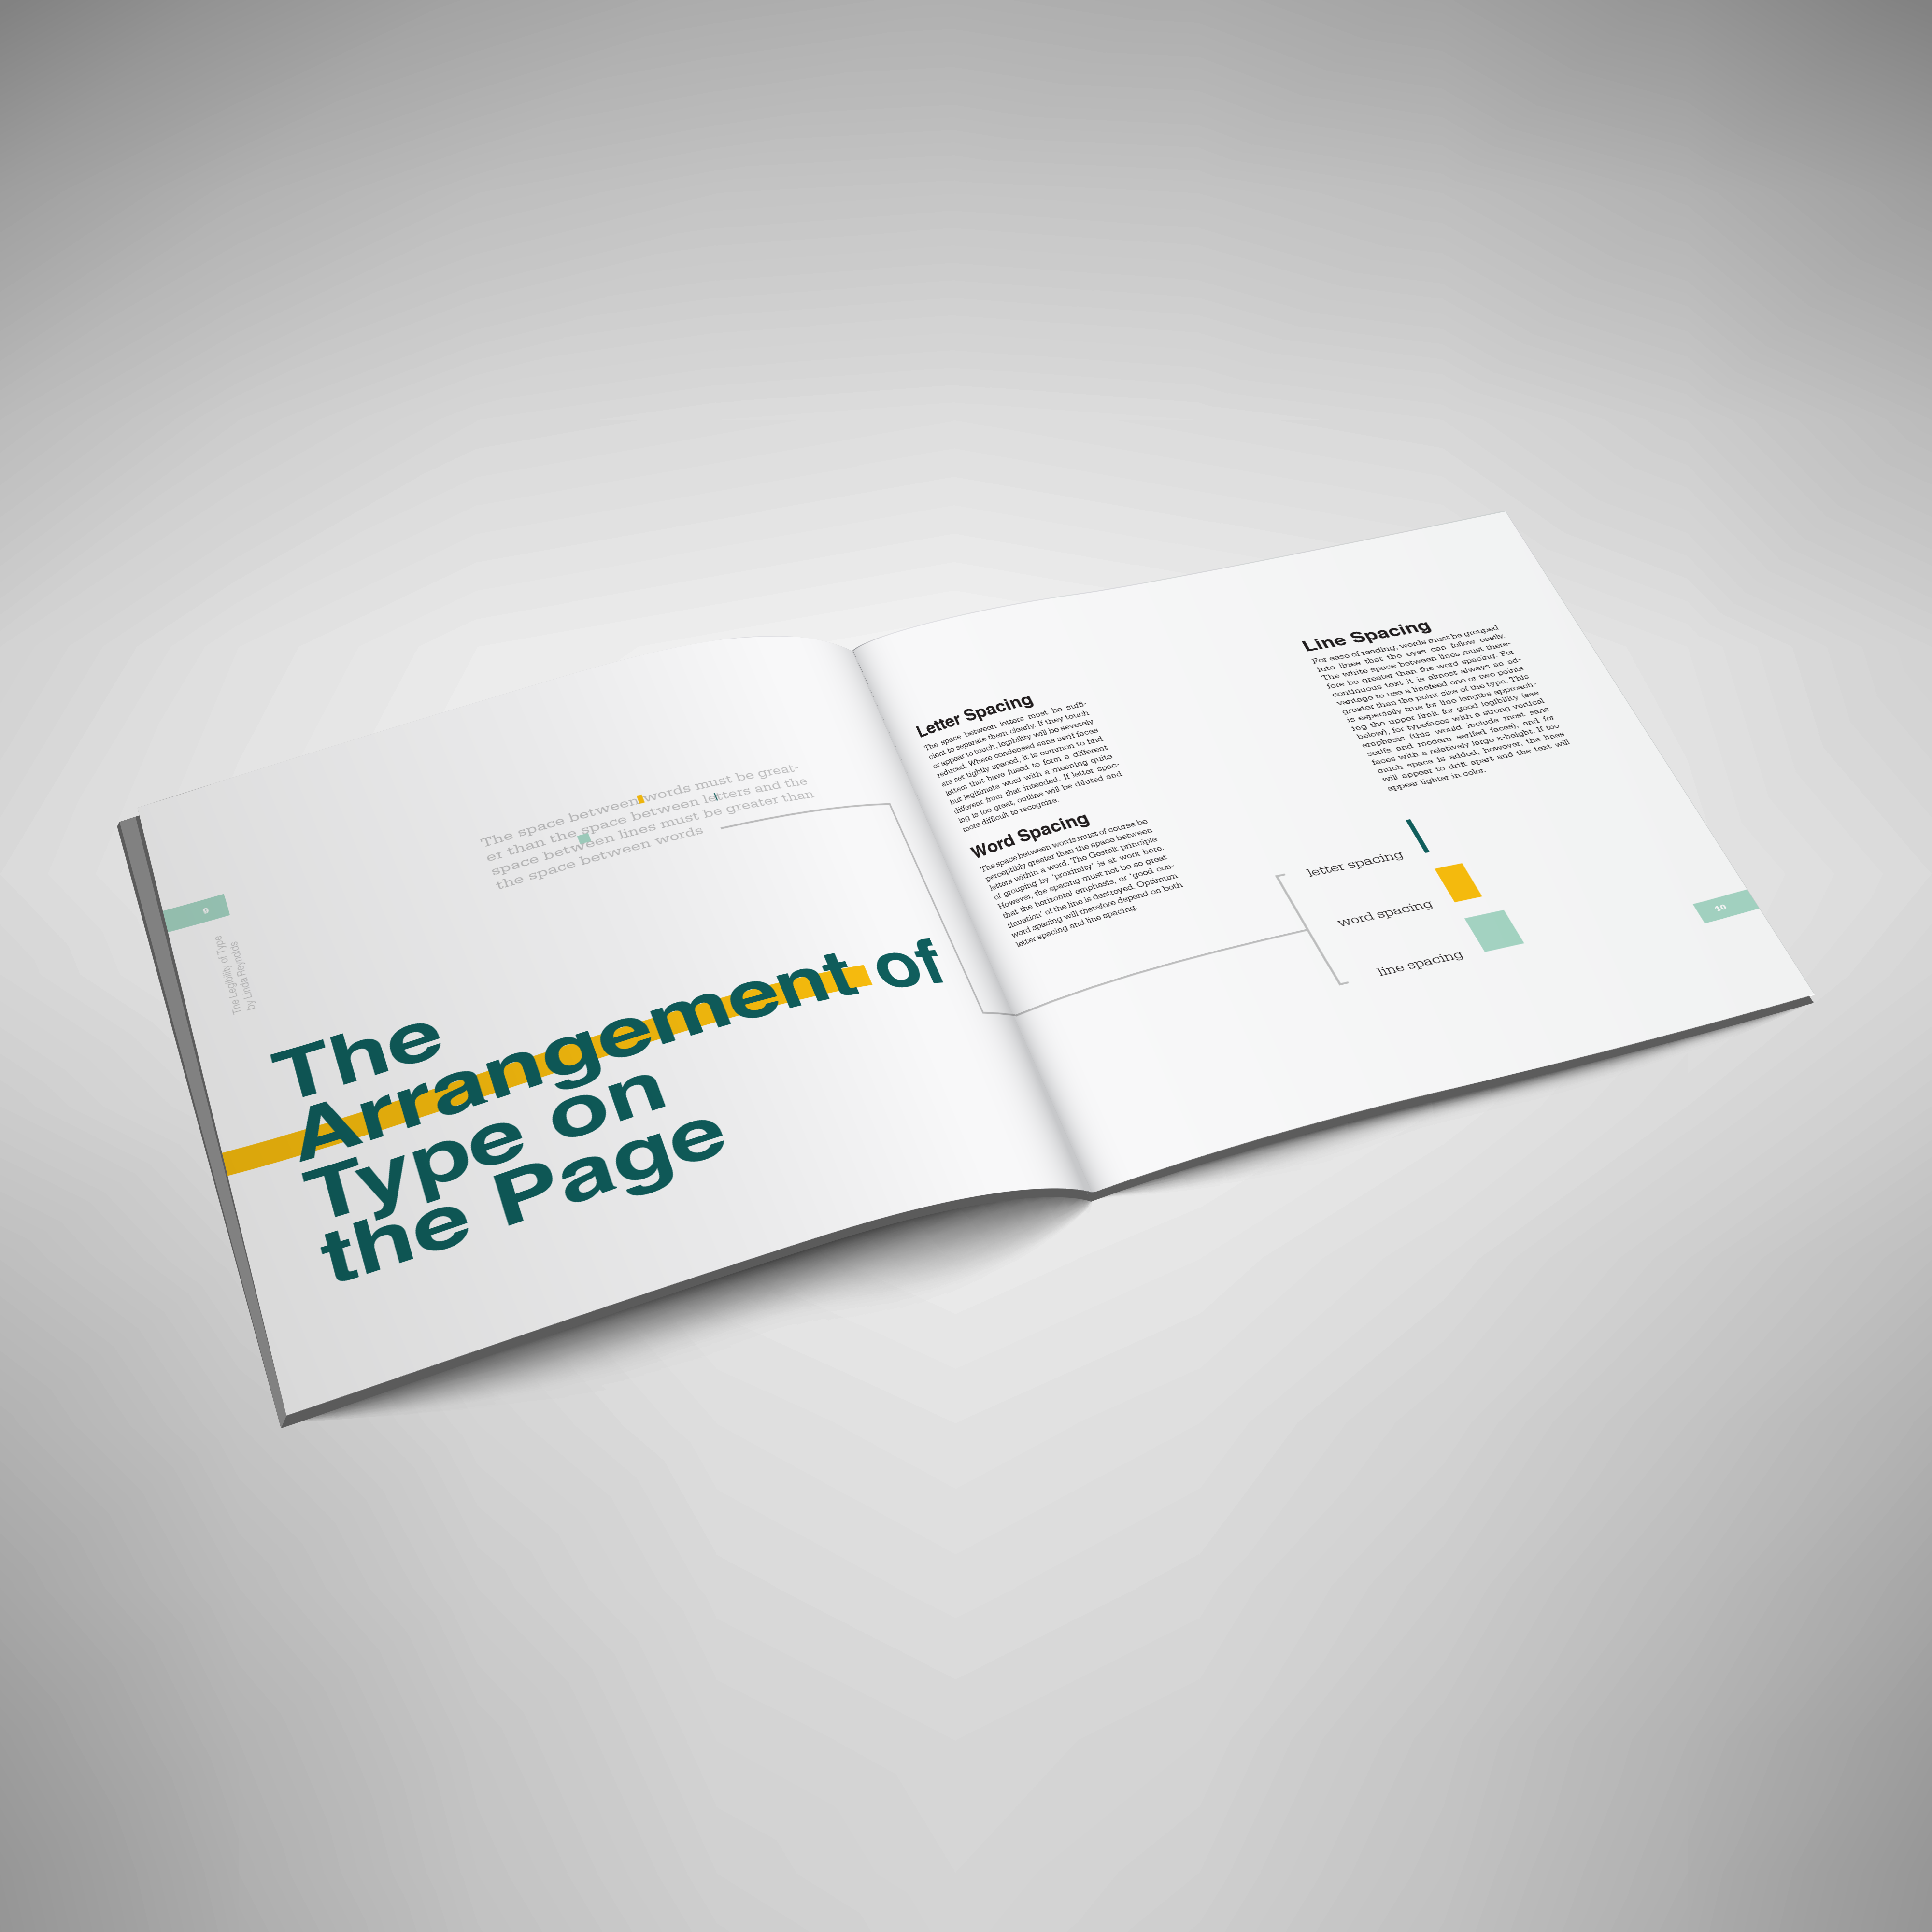 The space between words must be great-
er than the space between letters and the
space between lines must be greater than
the space between words
9
The Legibility of Type
by Linda Reynolds
The
Arrangement of
Type on
the Page
Letter Spacing
The space between letters must be suffi-
cient to separate them clearly. If they touch
or appear to touch, legibility will be severely
reduced. Where condensed sans serif faces
are set tightly spaced, it is common to find
letters that have fused to form a different
but legitimate word with a meaning quite
different from that intended. If letter spac-
ing is too great, outline will be diluted and
more difficult to recognize.
Word Spacing
The space between words must of course be
perceptibly greater than the space between
letters within a word. The Gestalt principle
of grouping by 'proximity' is at work here.
However, the spacing must not be so great
that the horizontal emphasis, or 'good con-
tinuation' of the line is destroyed. Optimum
word spacing will therefore depend on both
letter spacing and line spacing.
Line Spacing
For ease of reading, words must be grouped
into lines that the eyes can follow easily.
The white space between lines must there-
fore be greater than the word spacing. For
continuous text it is almost always an ad-
vantage to use a linefeed one or two points
greater than the point size of the type. This
is especially true for line lengths approach-
ing the upper limit for good legibility (see
below), for typefaces with a strong vertical
emphasis (this would include most sans
serifs and modern serifed faces), and for
faces with a relatively large x-height. If too
much space is added, however, the lines
will appear to drift apart and the text will
appear lighter in color.
letter spacing
word spacing
line spacing
10